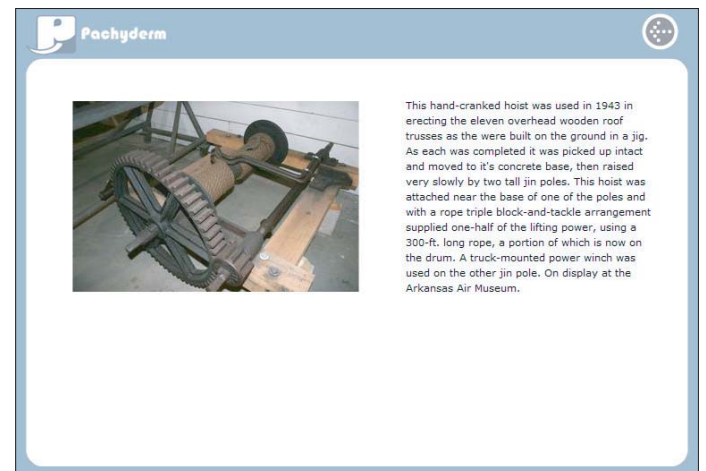 Pachyderm
This hand-cranked hoist was used in 1943 in
erecting the eleven overhead wooden roof
trusses as the were built on the ground in a jig.
As each was completed it was picked up intact
and moved to it's concrete base, then raised
very slowly by two tall jin poles. This hoist was
attached near the base of one of the poles and
with a rope triple block-and-tackle arrangement
supplied one-half of the lifting power, using a
300-ft. long rope, a portion of which is now on
the drum. A truck-mounted power winch was
used on the other jin pole. On display at the
Arkansas Air Museum.